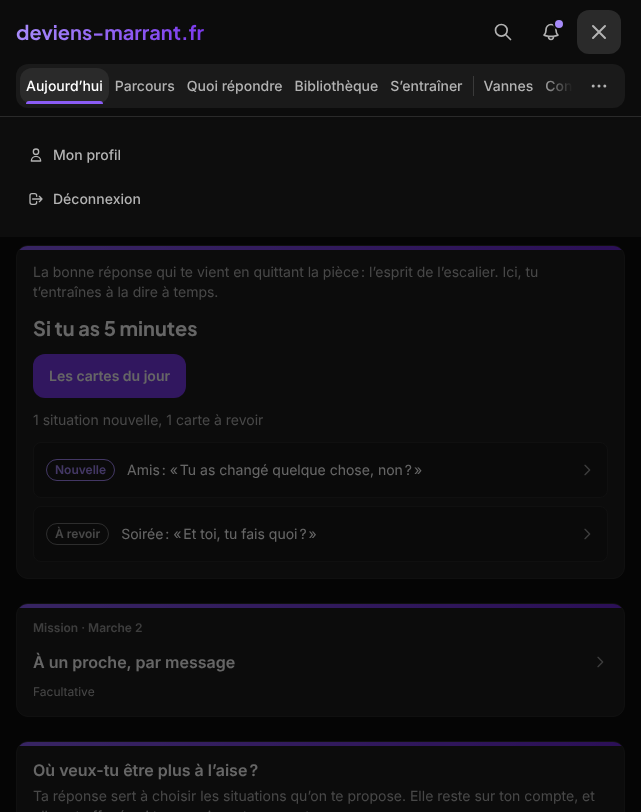 deviens-marrant.fr
Aujourd’hui Parcours Quoi répondre Bibliothèque S’entraîner Vannes
Mon profil
Déconnexion
La bonne réponse qui te vient en quittant la pièce : l’esprit de l’escalier. Ici, tu
t’entraînes à la dire à temps.
Si tu as 5 minutes
Les cartes du jour
1 situation nouvelle, 1 carte à revoir
Nouvelle Amis : « Tu as changé quelque chose, non ? »
À revoir Soirée : « Et toi, tu fais quoi ? »
Mission · Marche 2
À un proche, par message
Facultative
Où veux-tu être plus à l’aise ?
Ta réponse sert à choisir les situations qu’on te propose. Elle reste sur ton compte, et